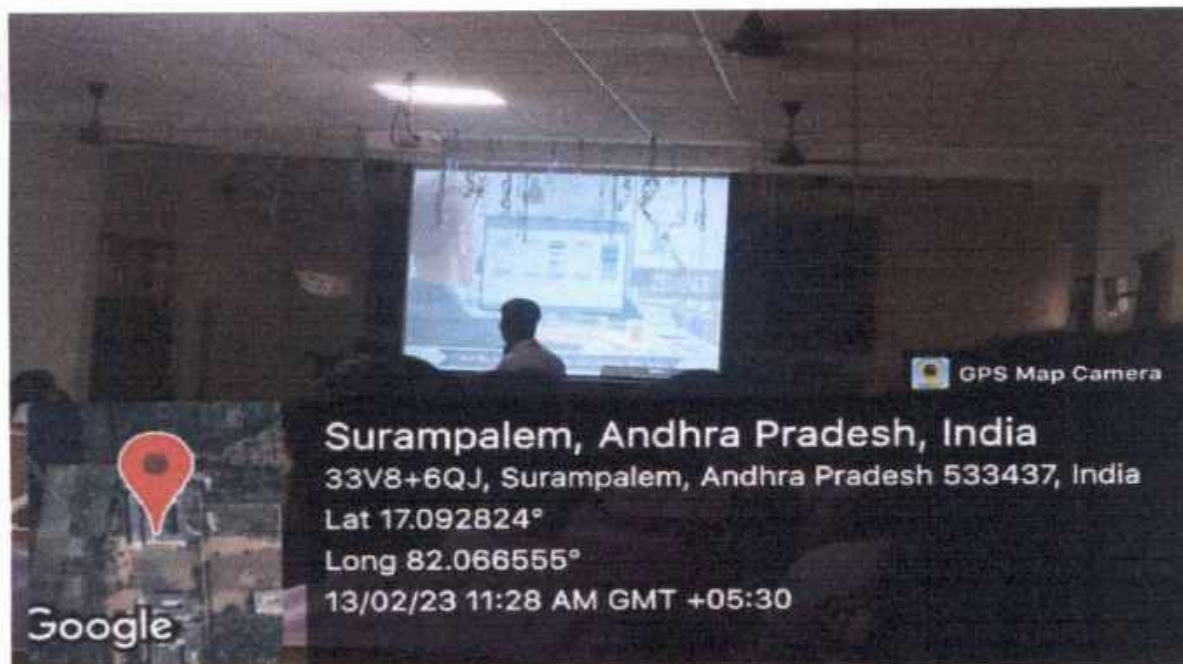 GPS Map Camera
Surampalem, Andhra Pradesh, India
33V8+6QJ, Surampalem, Andhra Pradesh 533437, India
Lat 17.092824°
Long 82.066555°
13/02/23 11:28 AM GMT +05:30
Google